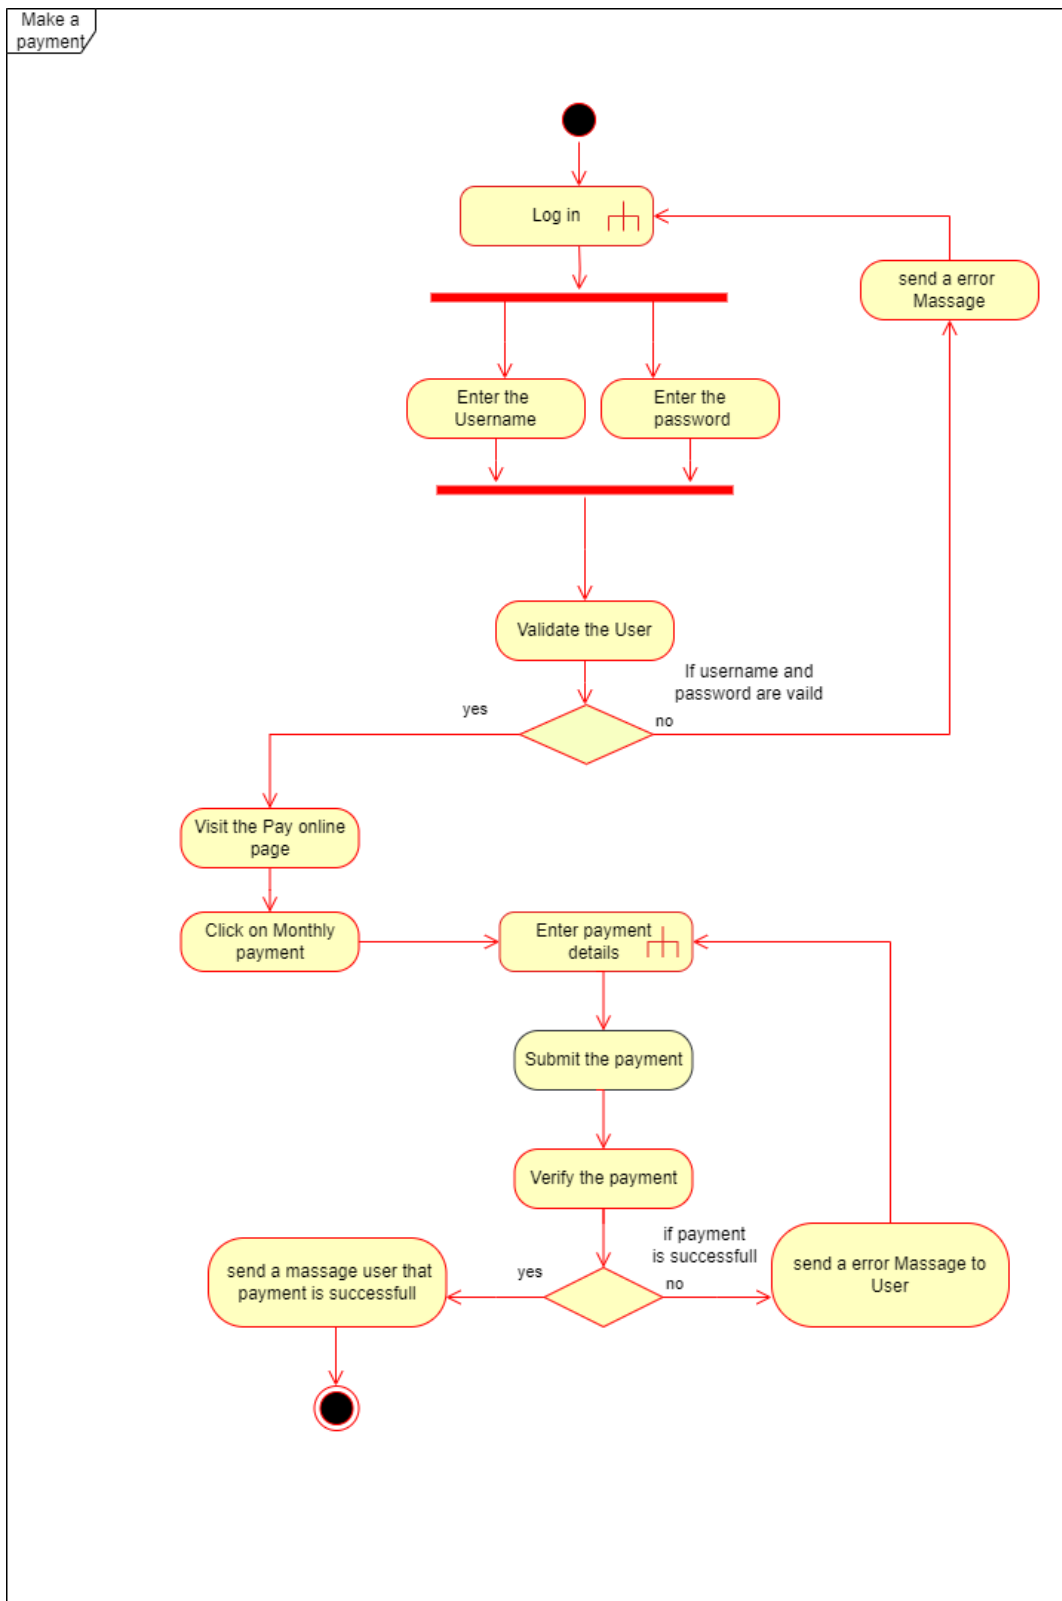 Make a
payment
Log in
send a error
Massage
Enter the
Username
Enter the
password
Validate the User
If username and
password are vaild
yes
no
Visit the Pay online
page
Click on Monthly
payment
Enter payment
details
Submit the payment
Verify the payment
if payment
is successfull
yes
no
send a massage user that
payment is successfull
send a error Massage to
User